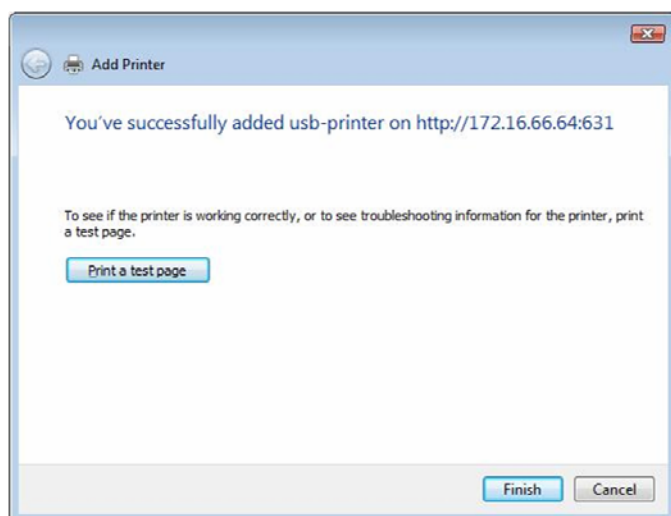 Add Printer
You've successfully added usb-printer on http://172.16.66.64:631
To see if the printer is working correctly, or to see troubleshooting information for the printer, print
a test page.
Print a test page
Finish Cancel